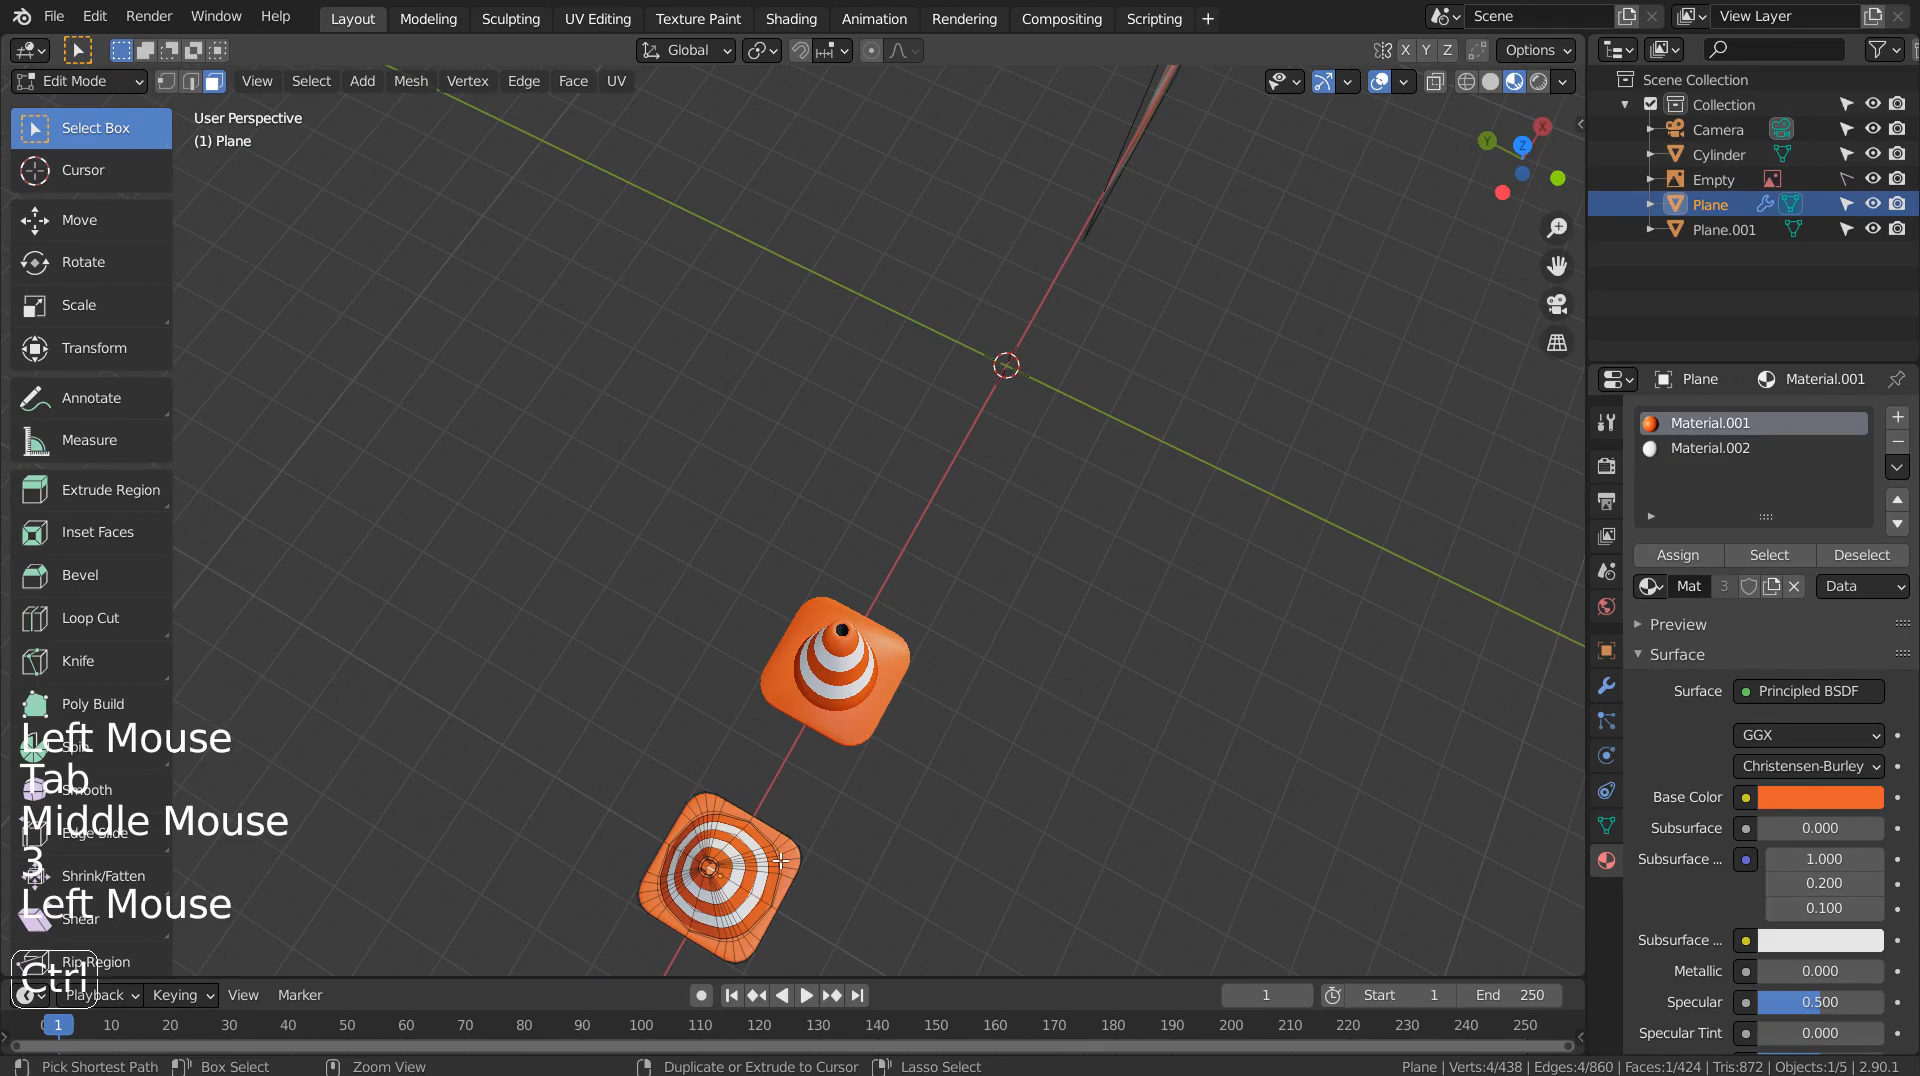 File Edit Render Window Help
Layout Modeling Sculpting UV Editing Texture Paint Shading Animation Rendering Compositing Scripting +
Scene
View Layer
Global
X Y Z
Options
Edit Mode
View Select Add Mesh Vertex Edge Face UV
User Perspective
(1) Plane
Select Box
Cursor
Move
Rotate
Scale
Transform
Annotate
Measure
Extrude Region
Inset Faces
Bevel
Loop Cut
Knife
Poly Build
Spin
Smooth
Edge Slide
Shrink/Fatten
Shear
Rip Region
Left Mouse
Tab
Middle Mouse
3
Left Mouse
Ctrl
X
Y
Z
Scene Collection
Collection
Camera
Cylinder
Empty
Plane
Plane.001
Plane Material.001
Material.001
Material.002
Assign Select Deselect
Mat 3 Data
Preview
Surface
Surface Principled BSDF
GGX
Christensen-Burley
Base Color
Subsurface 0.000
Subsurface ... 1.000
0.200
0.100
Subsurface ...
Metallic 0.000
Specular 0.500
Specular Tint 0.000
Playback Keying View Marker
1
Start 1 End 250
1 10 20 30 40 50 60 70 80 90 100 110 120 130 140 150 160 170 180 190 200 210 220 230 240 250
Pick Shortest Path Box Select Zoom View Duplicate or Extrude to Cursor Lasso Select
Plane | Verts:4/438 | Edges:4/860 | Faces:1/424 | Tris:872 | Objects:1/5 | 2.90.1